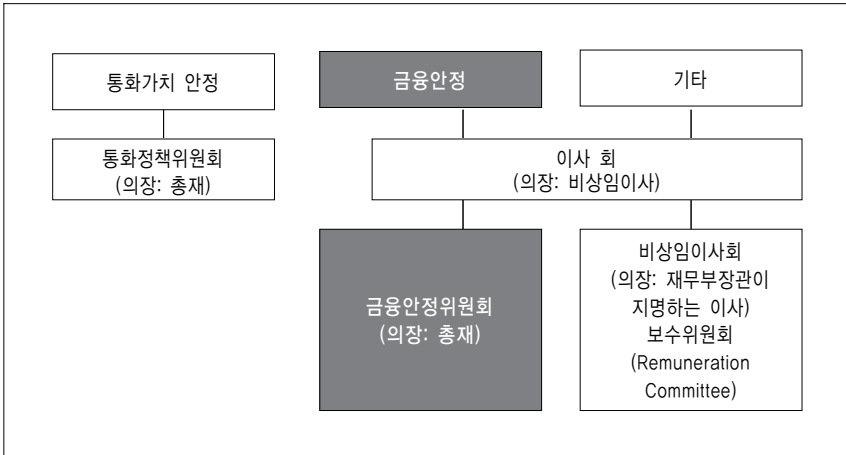 통화가치 안정
금융안정
기타
통화정책위원회
(의장: 총재)
이사 회
(의장: 비상임이사)
금융안정위원회
(의장: 총재)
비상임이사회
(의장: 재무부장관이
지명하는 이사)
보수위원회
(Remuneration
Committee)